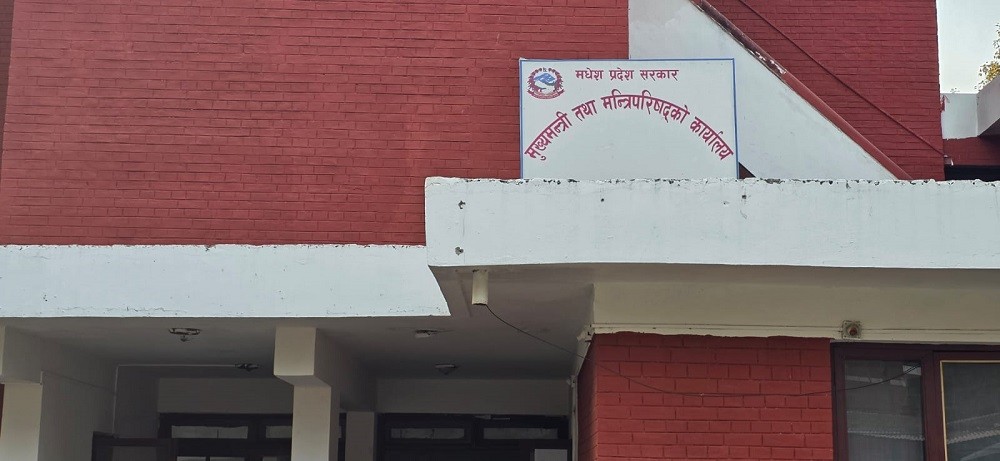 मधेश प्रदेश सरकार
मुख्यमन्त्री तथा मन्त्रिपरिषद्को कार्यालय